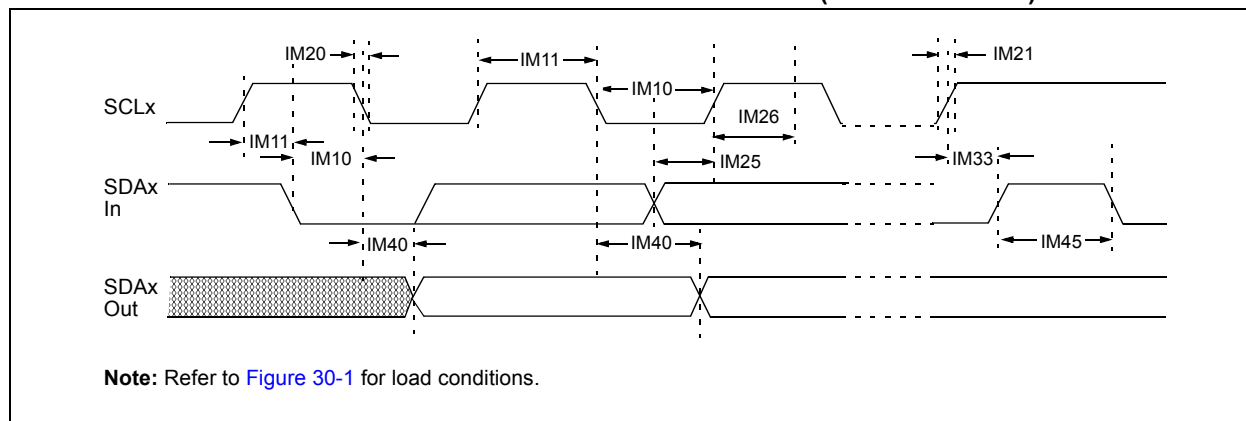 IM20
IM11
IM21
SCLx
IM10
IM26
IM11
IM10
IM25
IM33
SDAx
In
IM40
IM40
IM45
SDAx
Out
Note: Refer to Figure 30-1 for load conditions.